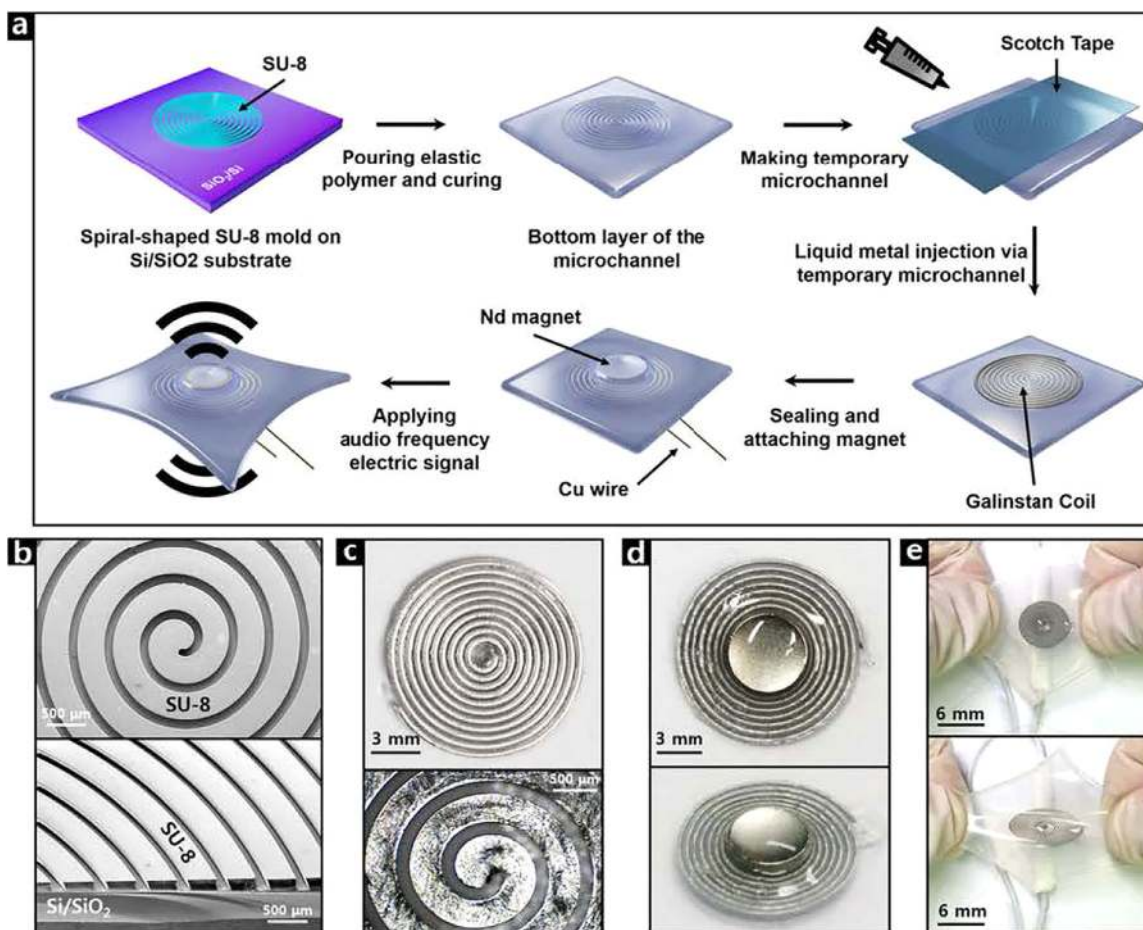 a
SU-8
SiO2/Si
Spiral-shaped SU-8 mold on
Si/SiO2 substrate
Pouring elastic
polymer and curing
Bottom layer of the
microchannel
Making temporary
microchannel
Scotch Tape
Liquid metal injection via
temporary microchannel
Galinstan Coil
Sealing and
attaching magnet
Nd magnet
Cu wire
Applying
audio frequency
electric signal
b
SU-8
500 µm
SU-8
Si/SiO₂
500 µm
c
3 mm
500 µm
d
3 mm
e
6 mm
6 mm